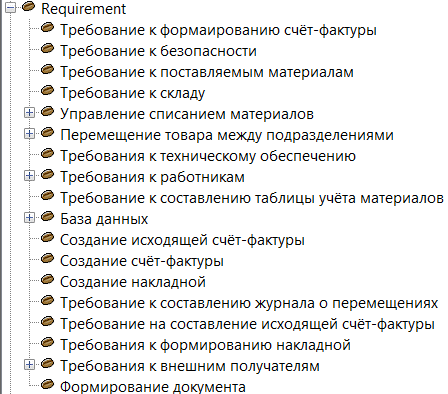 Requirement
Требование к формаированию счёт-фактуры
Требование к безопасности
Требование к поставляемым материалам
Требование к складу
Управление списанием материалов
Перемещение товара между подразделениями
Требования к техническому обеспечению
Требования к работникам
Требование к составлению таблицы учёта материалов
База данных
Создание исходящей счёт-фактуры
Создание счёт-фактуры
Создание накладной
Требование к составлению журнала о перемещениях
Требование на составление исходящей счёт-фактуры
Требования к формированию накладной
Требования к внешним получателям
Формирование документа